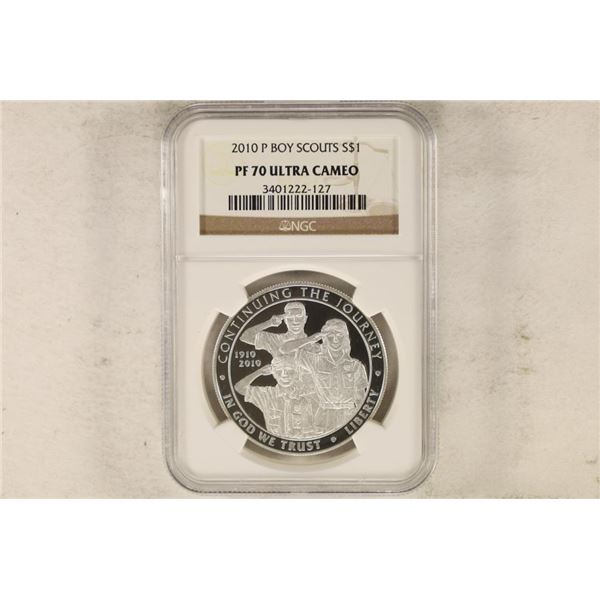 2010 P BOY SCOUTS S$1
PF 70 ULTRA CAMEO
3401222-127
NGC
CONTINUING THE JOURNEY
1910
2010
IN GOD WE TRUST
LIBERTY